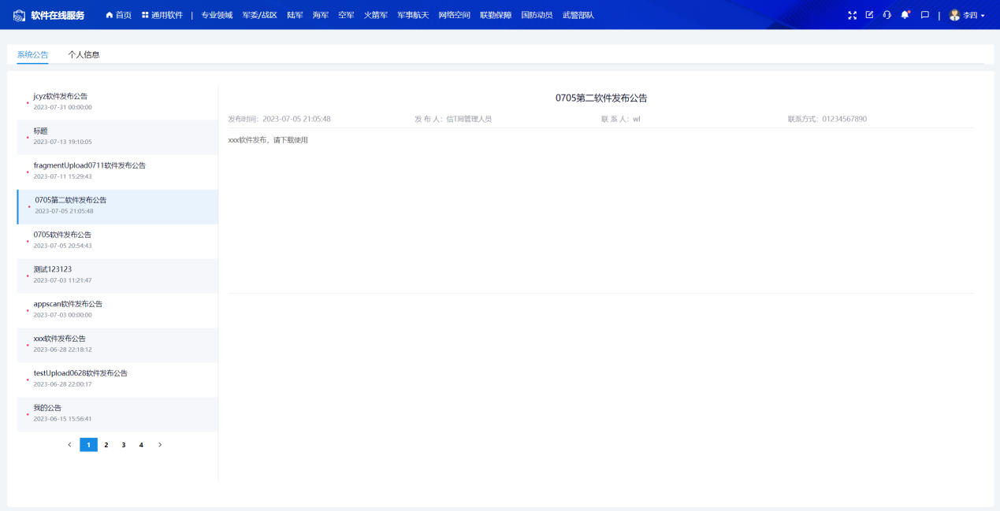 软件在线服务 首页 通用软件 | 专业领域 军委/战区 陆军 海军 空军 火箭军 军事航天 网络空间 联勤保障 国防动员 武警部队 | 李四
系统公告 个人信息
jcyz软件发布公告
2023-07-31 00:00:00
标题
2023-07-13 19:10:05
fragmentUpload0711软件发布公告
2023-07-11 15:29:43
0705第二软件发布公告
2023-07-05 21:05:48
0705软件发布公告
2023-07-05 20:54:43
测试123123
2023-07-03 11:21:47
appscan软件发布公告
2023-07-03 00:00:00
xxx软件发布公告
2023-06-28 22:18:12
testUpload0628软件发布公告
2023-06-28 22:00:17
我的公告
2023-06-15 15:56:41
< 1 2 3 4 >
0705第二软件发布公告
发布时间：2023-07-05 21:05:48 发 布 人：信T局管理人员 联 系 人：wl 联系方式：01234567890
xxx软件发布，请下载使用